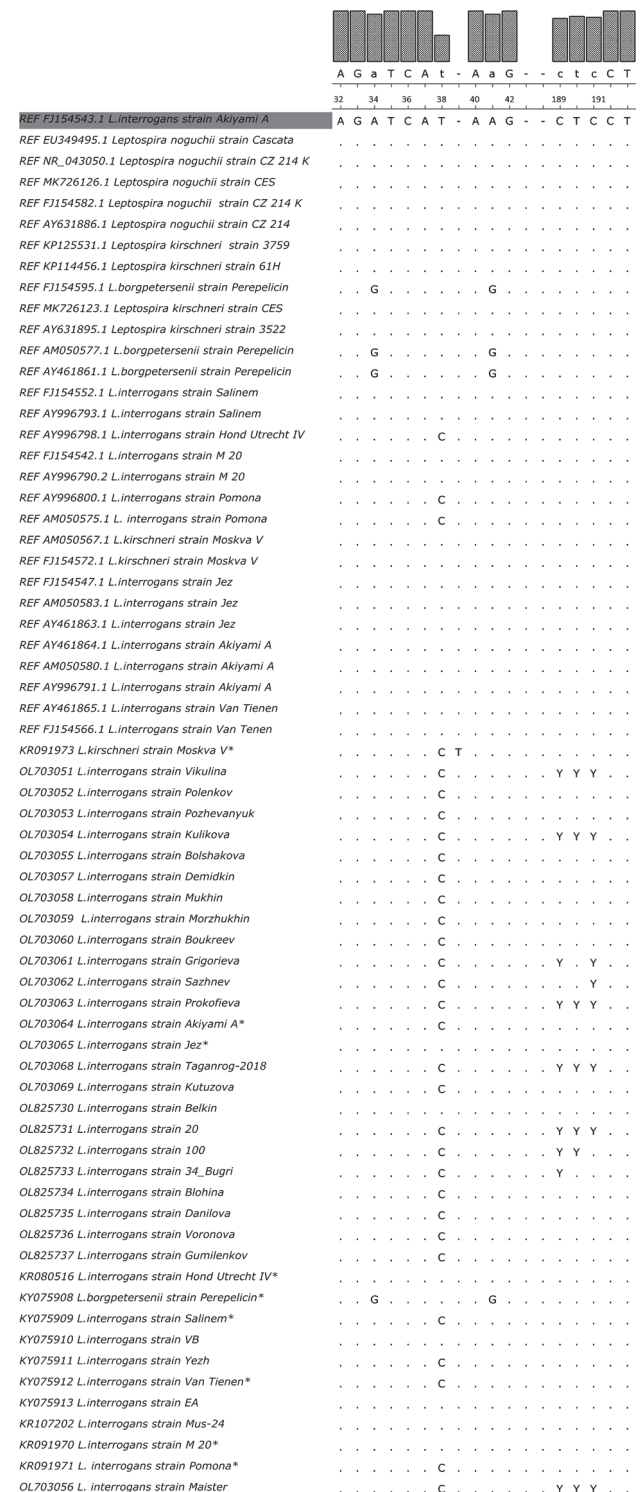 A G a T C A t - A a G - - c t c C T
32 34 36 38 40 42 189 191
REF FJ154543.1 L.interrogans strain Akiyami A A G A T C A T - A A G - - C T C C T
REF EU349495.1 Leptospira noguchii strain Cascata . . . . . . . . . . . . . . . . . .
REF NR_043050.1 Leptospira noguchii strain CZ 214 K . . . . . . . . . . . . . . . . . .
REF MK726126.1 Leptospira noguchii strain CES . . . . . . . . . . . . . . . . . .
REF FJ154582.1 Leptospira noguchii strain CZ 214 K . . . . . . . . . . . . . . . . . .
REF AY631886.1 Leptospira noguchii strain CZ 214 . . . . . . . . . . . . . . . . . .
REF KP125531.1 Leptospira kirschneri strain 3759 . . . . . . . . . . . . . . . . . .
REF KP114456.1 Leptospira kirschneri strain 61H . . . . . . . . . . . . . . . . . .
REF FJ154595.1 L.borgpetersenii strain Perepelicin . . G . . . . . . G . . . . . . . .
REF MK726123.1 Leptospira kirschneri strain CES . . . . . . . . . . . . . . . . . .
REF AY631895.1 Leptospira kirschneri strain 3522 . . . . . . . . . . . . . . . . . .
REF AM050577.1 L.borgpetersenii strain Perepelicin . . G . . . . . . G . . . . . . . .
REF AY461861.1 L.borgpetersenii strain Perepelicin . . G . . . . . . G . . . . . . . .
REF FJ154552.1 L.interrogans strain Salinem . . . . . . . . . . . . . . . . . .
REF AY996793.1 L.interrogans strain Salinem . . . . . . . . . . . . . . . . . .
REF AY996798.1 L.interrogans strain Hond Utrecht IV . . . . . . C . . . . . . . . . . .
REF FJ154542.1 L.interrogans strain M 20 . . . . . . . . . . . . . . . . . .
REF AY996790.2 L.interrogans strain M 20 . . . . . . . . . . . . . . . . . .
REF AY996800.1 L.interrogans strain Pomona . . . . . . C . . . . . . . . . . .
REF AM050575.1 L. interrogans strain Pomona . . . . . . C . . . . . . . . . . .
REF AM050567.1 L.kirschneri strain Moskva V . . . . . . . . . . . . . . . . . .
REF FJ154572.1 L.kirschneri strain Moskva V . . . . . . . . . . . . . . . . . .
REF FJ154547.1 L.interrogans strain Jez . . . . . . . . . . . . . . . . . .
REF AM050583.1 L.interrogans strain Jez . . . . . . . . . . . . . . . . . .
REF AY461863.1 L.interrogans strain Jez . . . . . . . . . . . . . . . . . .
REF AY461864.1 L.interrogans strain Akiyami A . . . . . . . . . . . . . . . . . .
REF AM050580.1 L.interrogans strain Akiyami A . . . . . . . . . . . . . . . . . .
REF AY996791.1 L.interrogans strain Akiyami A . . . . . . . . . . . . . . . . . .
REF AY461865.1 L.interrogans strain Van Tienen . . . . . . . . . . . . . . . . . .
REF FJ154566.1 L.interrogans strain Van Tenen . . . . . . . . . . . . . . . . . .
KR091973 L.kirschneri strain Moskva V* . . . . . . C T . . . . . . . . . .
OL703051 L.interrogans strain Vikulina . . . . . . C . . . . . . Y Y Y . .
OL703052 L.interrogans strain Polenkov . . . . . . C . . . . . . . . . . .
OL703053 L.interrogans strain Pozhevanyuk . . . . . . C . . . . . . . . . . .
OL703054 L.interrogans strain Kulikova . . . . . . C . . . . . . Y Y Y . .
OL703055 L.interrogans strain Bolshakova . . . . . . C . . . . . . . . . . .
OL703057 L.interrogans strain Demidkin . . . . . . C . . . . . . . . . . .
OL703058 L.interrogans strain Mukhin . . . . . . C . . . . . . . . . . .
OL703059 L.interrogans strain Morzhukhin . . . . . . C . . . . . . . . . . .
OL703060 L.interrogans strain Boukreev . . . . . . C . . . . . . . . . . .
OL703061 L.interrogans strain Grigorieva . . . . . . C . . . . . . Y . Y . .
OL703062 L.interrogans strain Sazhnev . . . . . . C . . . . . . . . Y . .
OL703063 L.interrogans strain Prokofieva . . . . . . C . . . . . . Y Y Y . .
OL703064 L.interrogans strain Akiyami A* . . . . . . C . . . . . . . . . . .
OL703065 L.interrogans strain Jez* . . . . . . . . . . . . . . . . . .
OL703068 L.interrogans strain Taganrog-2018 . . . . . . C . . . . . . Y Y Y . .
OL703069 L.interrogans strain Kutuzova . . . . . . C . . . . . . . . . . .
OL825730 L.interrogans strain Belkin . . . . . . . . . . . . . . . . . .
OL825731 L.interrogans strain 20 . . . . . . C . . . . . . Y Y Y . .
OL825732 L.interrogans strain 100 . . . . . . C . . . . . . Y Y . . .
OL825733 L.interrogans strain 34_Bugri . . . . . . C . . . . . . Y . . . .
OL825734 L.interrogans strain Blohina . . . . . . C . . . . . . . . . . .
OL825735 L.interrogans strain Danilova . . . . . . C . . . . . . . . . . .
OL825736 L.interrogans strain Voronova . . . . . . C . . . . . . . . . . .
OL825737 L.interrogans strain Gumilenkov . . . . . . C . . . . . . . . . . .
KR080516 L.interrogans strain Hond Utrecht IV* . . . . . . . . . . . . . . . . . .
KY075908 L.borgpetersenii strain Perepelicin* . . G . . . . . . G . . . . . . . .
KY075909 L.interrogans strain Salinem* . . . . . . C . . . . . . . . . . .
KY075910 L.interrogans strain VB . . . . . . . . . . . . . . . . . .
KY075911 L.interrogans strain Yezh . . . . . . C . . . . . . . . . . .
KY075912 L.interrogans strain Van Tienen* . . . . . . C . . . . . . . . . . .
KY075913 L.interrogans strain EA . . . . . . . . . . . . . . . . . .
KR107202 L.interrogans strain Mus-24 . . . . . . . . . . . . . . . . . .
KR091970 L.interrogans strain M 20* . . . . . . . . . . . . . . . . . .
KR091971 L. interrogans strain Pomona* . . . . . . C . . . . . . . . . . .
OL703056 L. interrogans strain Maister . . . . . . C . . . . . . Y Y Y . .